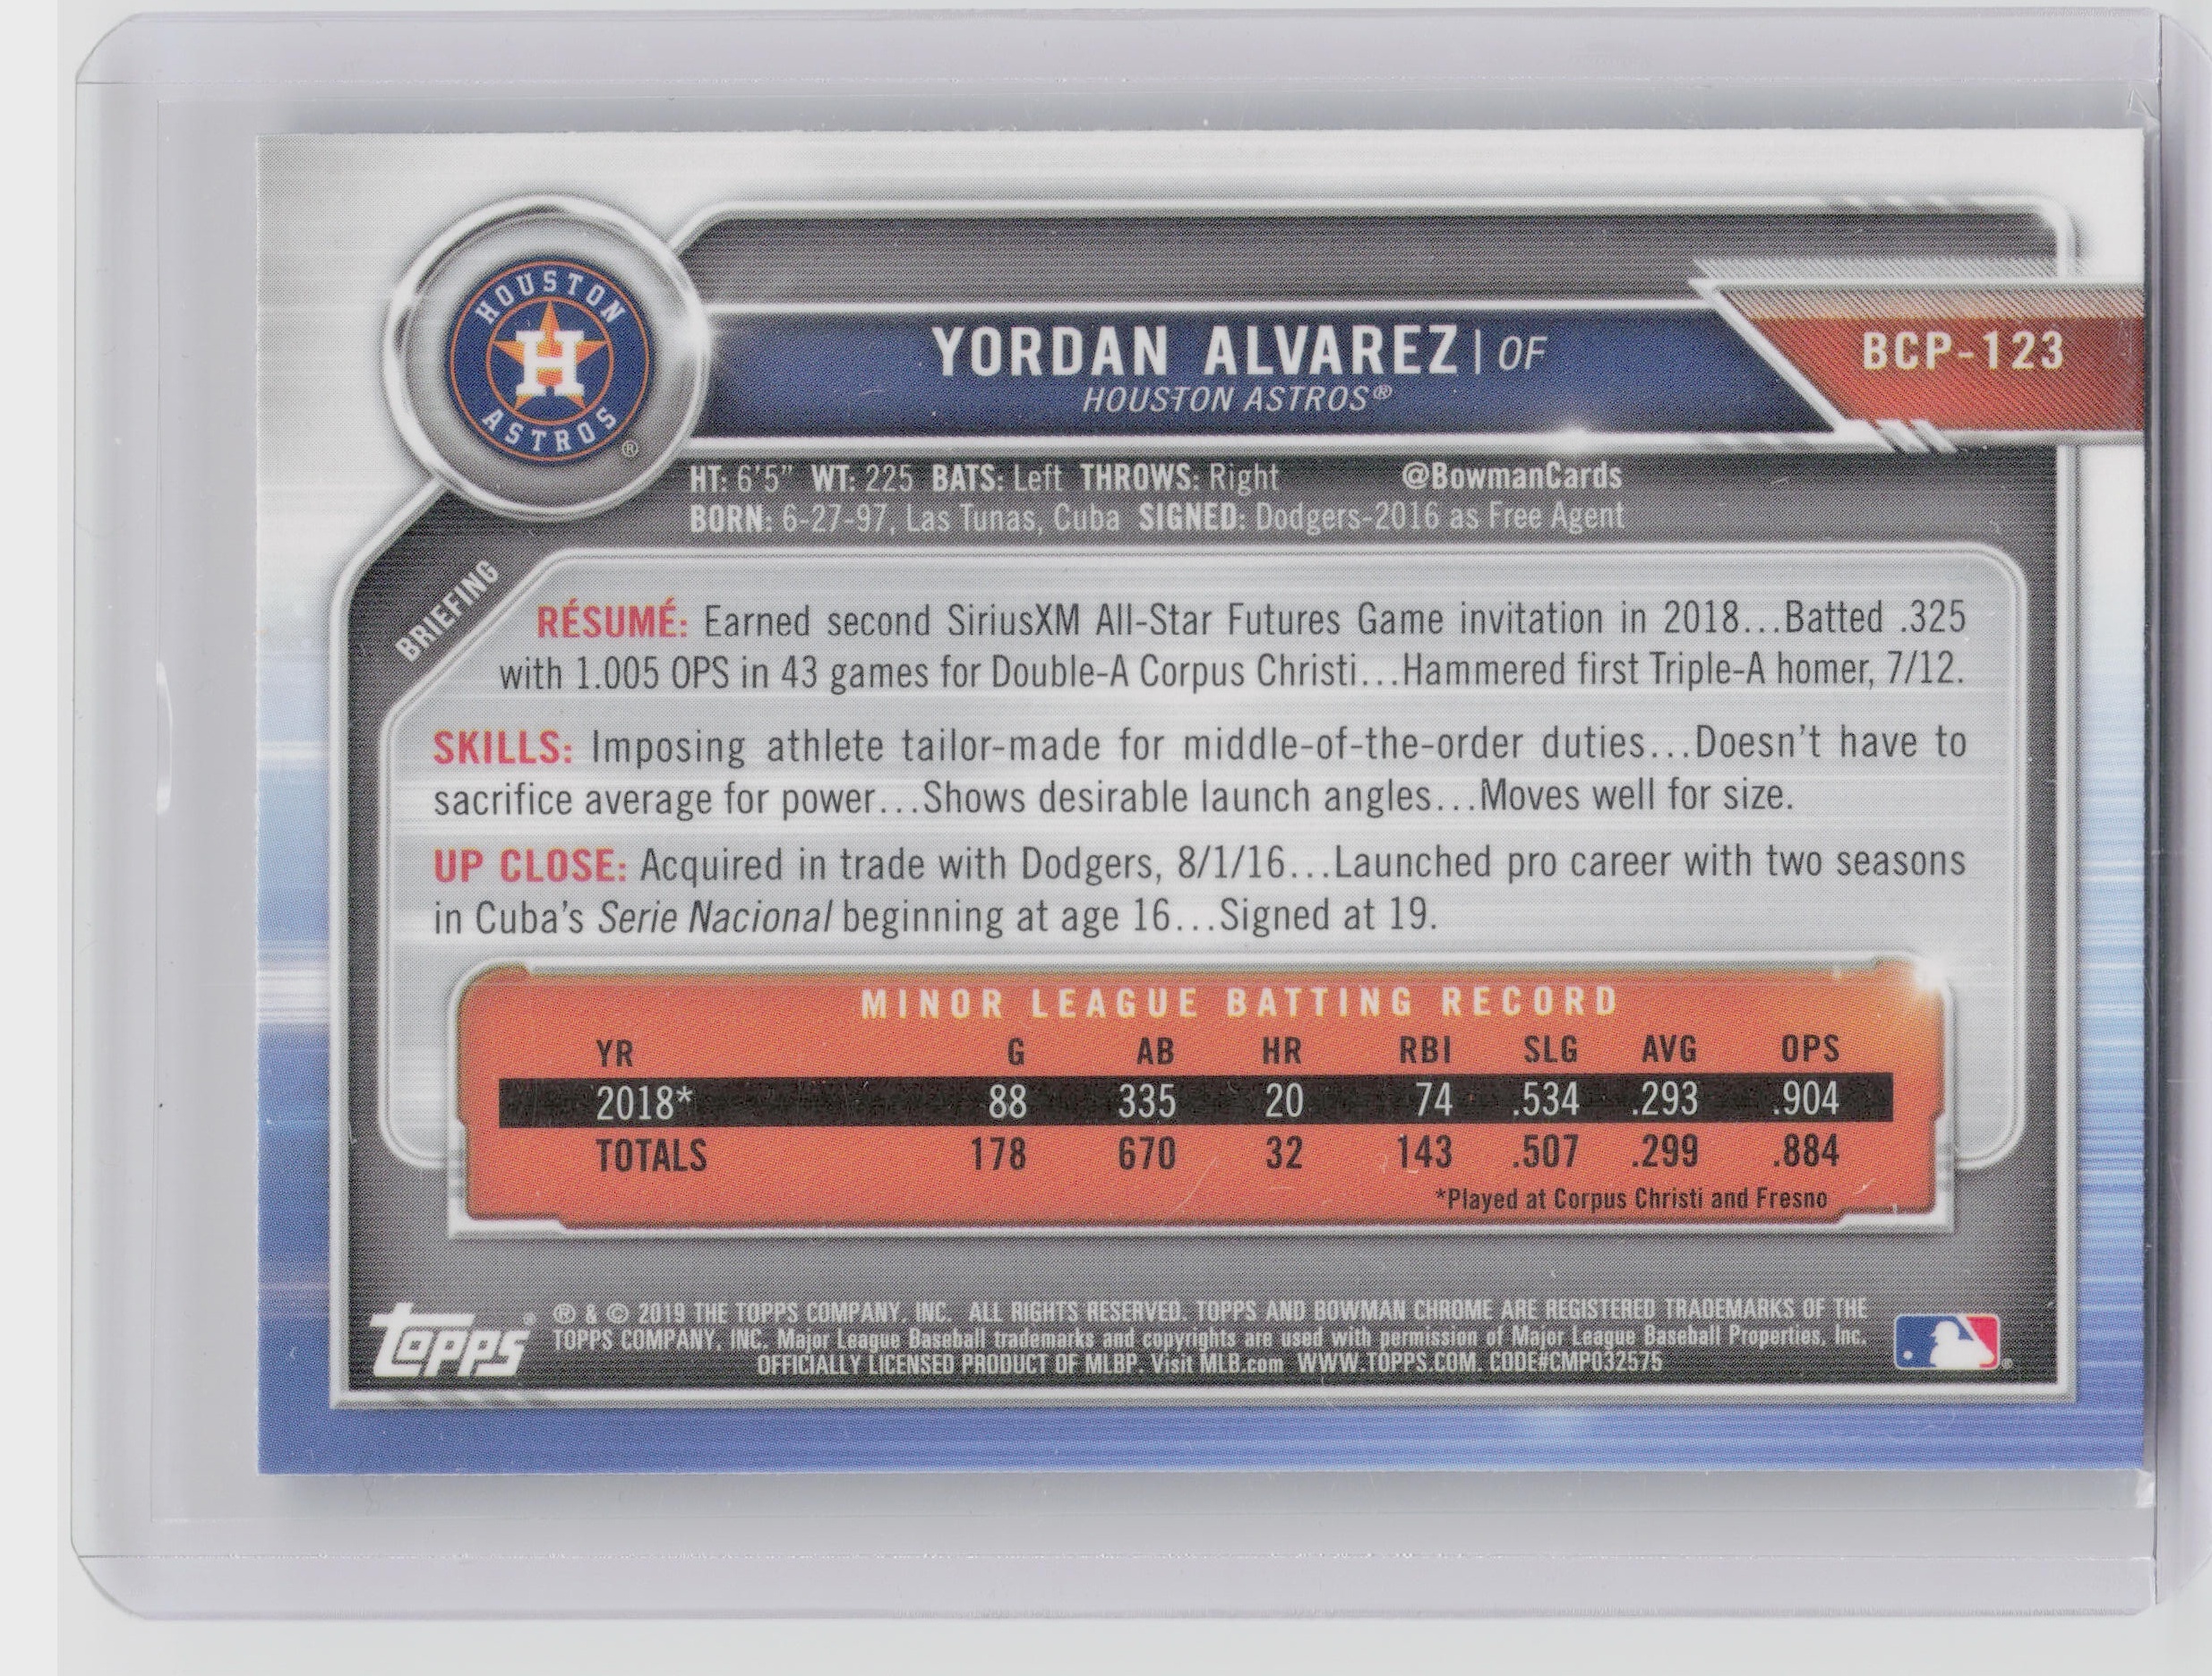 HOUSTON
H
ASTROS®
YORDAN ALVAREZ | OF
HOUSTON ASTROS®
BCP-123
HT: 6'5" WT: 225 BATS: Left THROWS: Right @BowmanCards
BORN: 6-27-97, Las Tunas, Cuba SIGNED: Dodgers-2016 as Free Agent
BRIEFING
RÉSUMÉ: Earned second SiriusXM All-Star Futures Game invitation in 2018...Batted .325
with 1.005 OPS in 43 games for Double-A Corpus Christi...Hammered first Triple-A homer, 7/12.
SKILLS: Imposing athlete tailor-made for middle-of-the-order duties...Doesn't have to
sacrifice average for power...Shows desirable launch angles...Moves well for size.
UP CLOSE: Acquired in trade with Dodgers, 8/1/16...Launched pro career with two seasons
in Cuba's Serie Nacional beginning at age 16...Signed at 19.
MINOR LEAGUE BATTING RECORD
YR G AB HR RBI SLG AVG OPS
2018* 88 335 20 74 .534 .293 .904
TOTALS 178 670 32 143 .507 .299 .884
*Played at Corpus Christi and Fresno
topps®
® & © 2019 THE TOPPS COMPANY, INC. ALL RIGHTS RESERVED. TOPPS AND BOWMAN CHROME ARE REGISTERED TRADEMARKS OF THE
TOPPS COMPANY, INC. Major League Baseball trademarks and copyrights are used with permission of Major League Baseball Properties, Inc.
OFFICIALLY LICENSED PRODUCT OF MLBP. Visit MLB.com WWW.TOPPS.COM. CODE#CMP032575